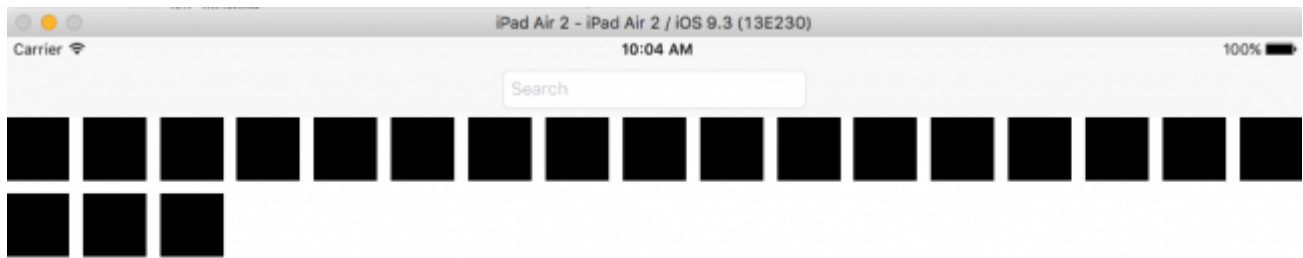 iPad Air 2 - iPad Air 2 / iOS 9.3 (13E230)
Carrier 10:04 AM 100%
Search